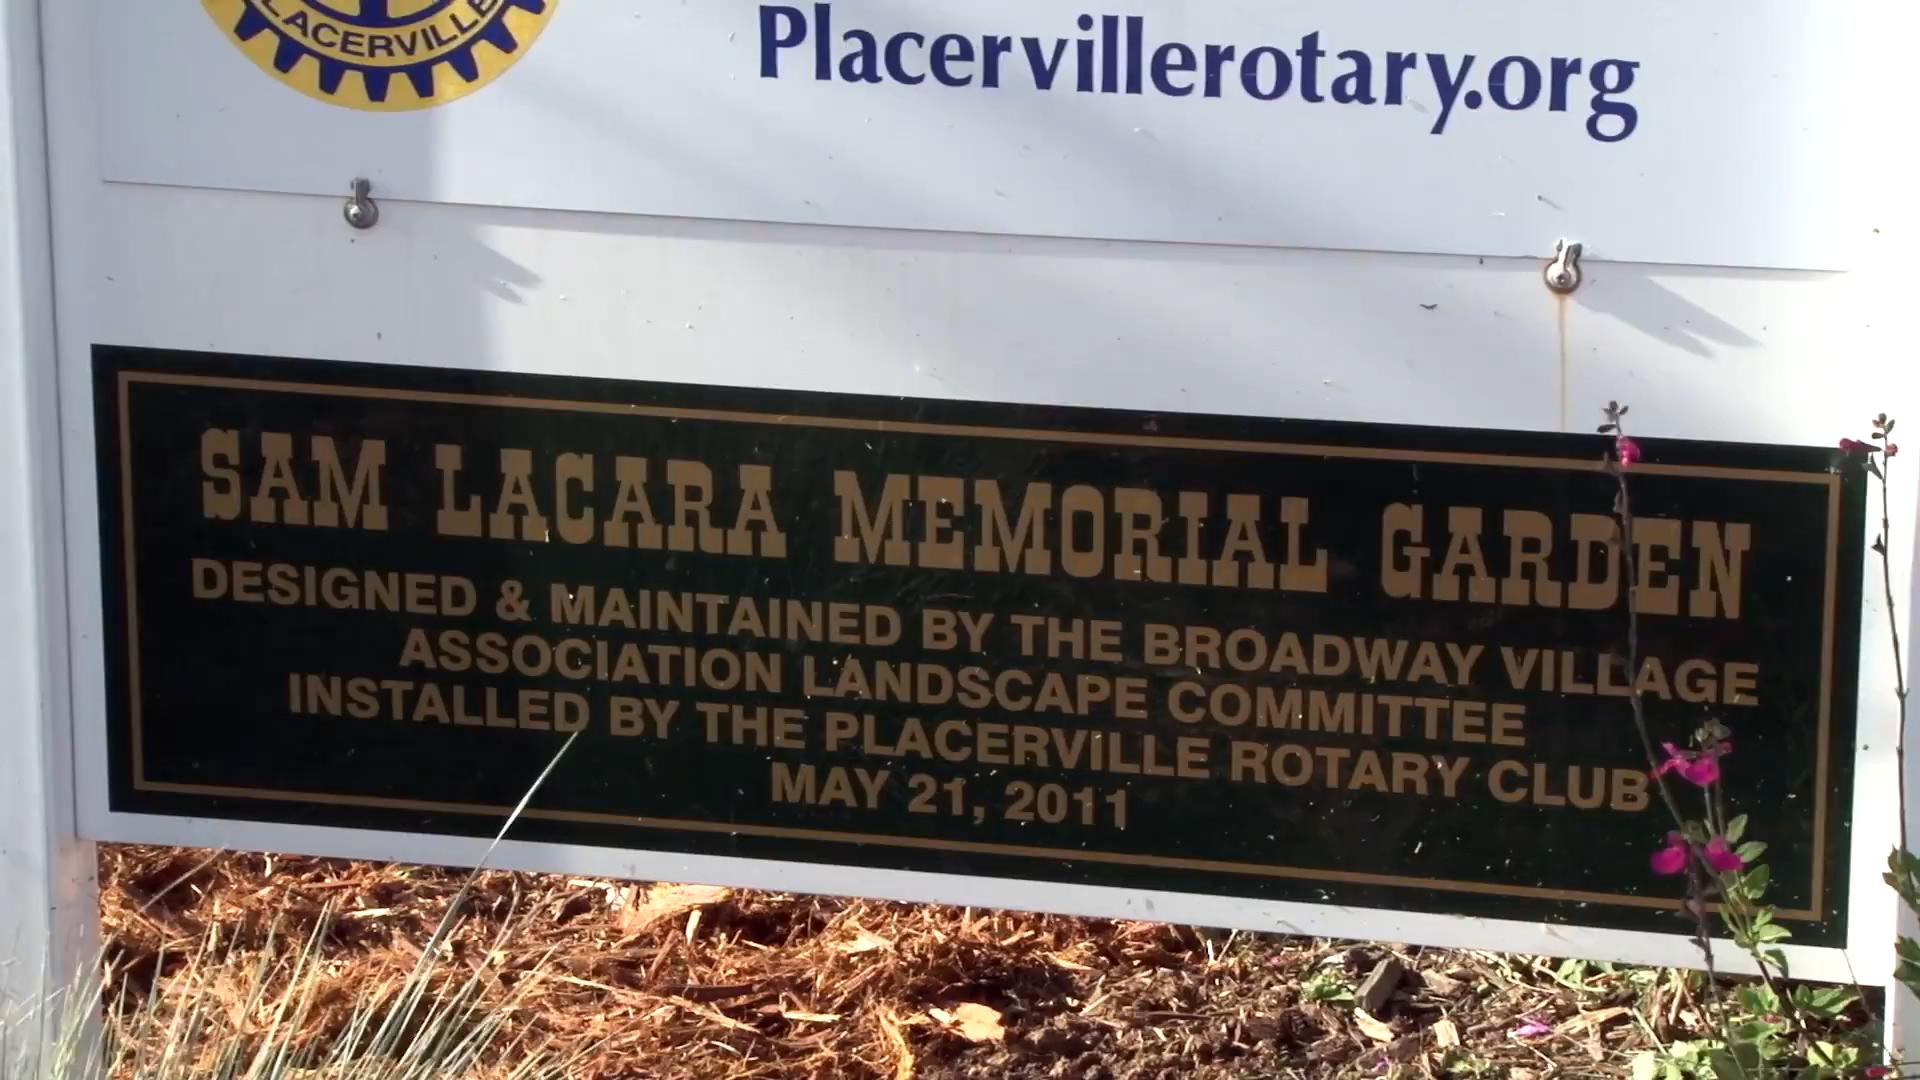 PLACERVILLE
Placervillerotary.org
SAM LACARA MEMORIAL GARDEN
DESIGNED & MAINTAINED BY THE BROADWAY VILLAGE
ASSOCIATION LANDSCAPE COMMITTEE
INSTALLED BY THE PLACERVILLE ROTARY CLUB
MAY 21, 2011